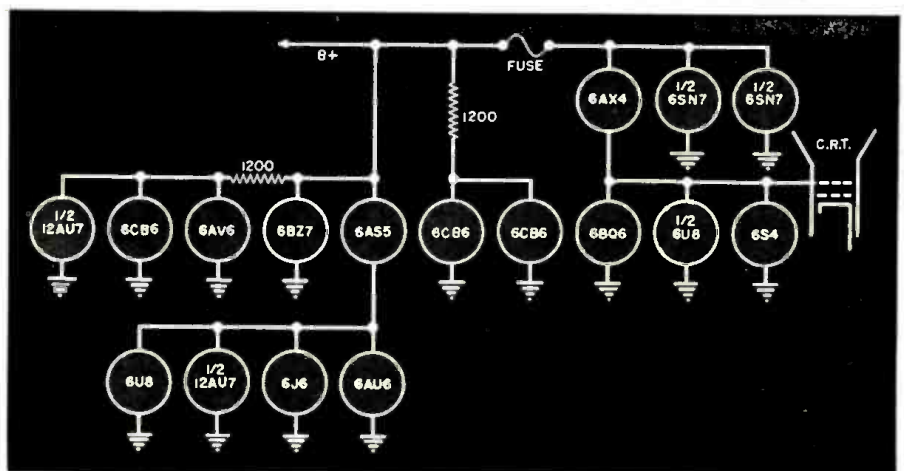 B+
FUSE
6AX4
1/2 6SN7
1/2 6SN7
1200
C.R.T.
1200
1/2 12AU7
6CB6
6AV6
6BZ7
6AS5
6CB6
6CB6
6BQ6
1/2 6U8
6S4
6U8
1/2 12AU7
6J6
6AU6